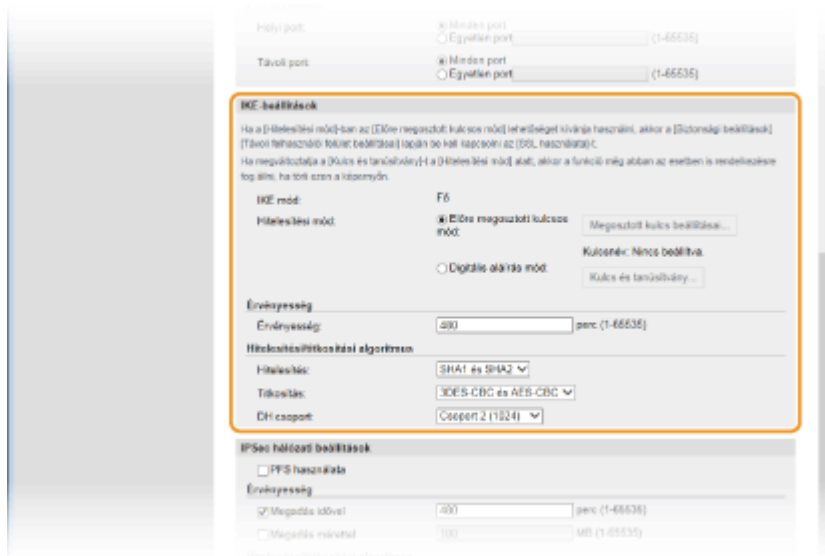 Helyi port:
Minden port
Egyetlen port (1-65535)
Távoli port:
Minden port
Egyetlen port (1-65535)
IKE-beállítások
Ha a [Hitelesítési mód]-ban az [Előre megosztott kulcsos mód] lehetőséget kívánja használni, akkor a [Biztonsági beállítások]
[Távoli felhasználói felület beállításai] lapján be kell kapcsolni az [SSL használata]-t.
Ha megváltoztatja a [Kulcs és tanúsítvány]-t a [Hitelesítési mód] alatt, akkor a funkció még abban az esetben is rendelkezésre
fog állni, ha törli ezen a képernyőn.
IKE mód: Fő
Hitelesítési mód: Előre megosztott kulcsos
mód: Megosztott kulcs beállításai...
Kulcsnév: Nincs beállítva.
Digitális aláírás mód: Kulcs és tanúsítvány...
Érvényesség
Érvényesség: 480 perc (1-65535)
Hitelesítési/titkosítási algoritmus
Hitelesítés: SHA1 és SHA2
Titkosítás: 3DES-CBC és AES-CBC
DH csoport: Csoport 2 (1024)
IPSec hálózati beállítások
PFS használata
Érvényesség
Megadás idővel 480 perc (1-65535)
Megadás mérettel 100 MB (1-65535)